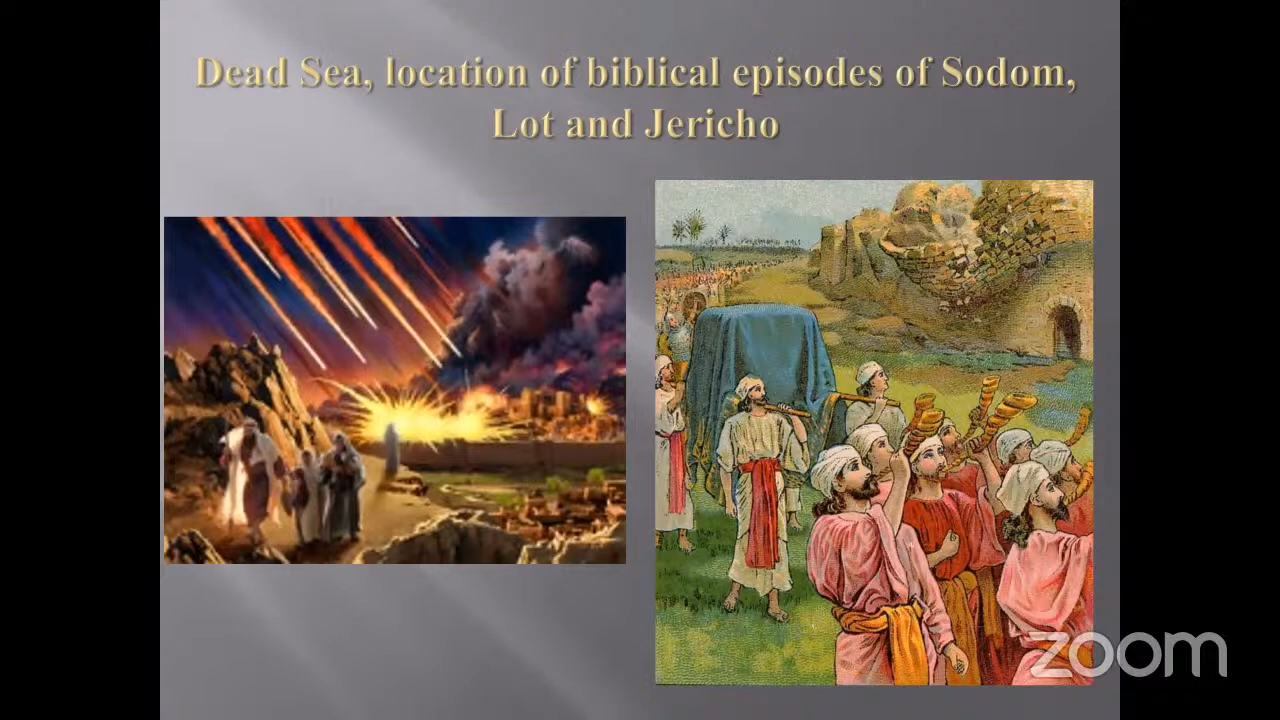 Dead Sea, location of biblical episodes of Sodom,
Lot and Jericho
zoom